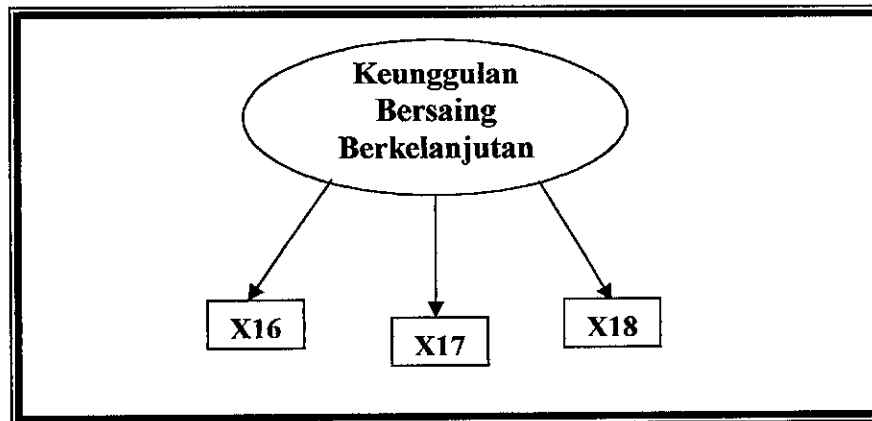 Keunggulan
Bersaing
Berkelanjutan
X16
X17
X18